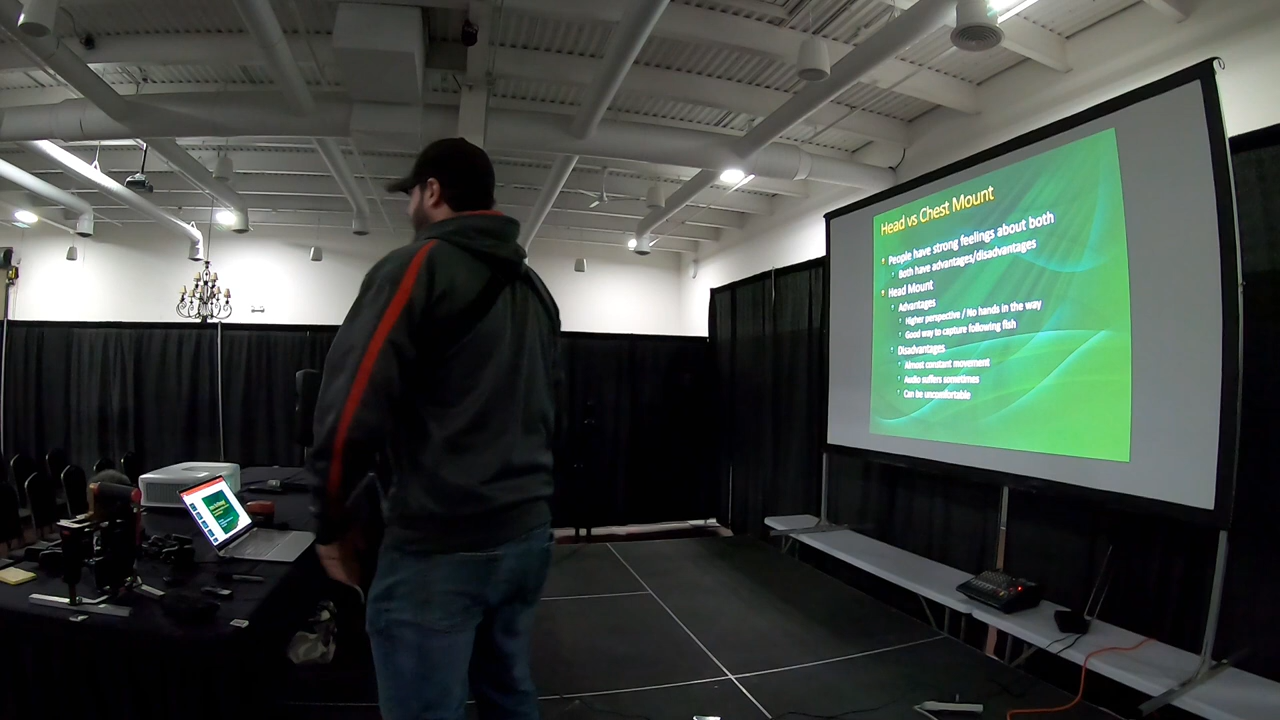 Head vs Chest Mount
People have strong feelings about both
Both have advantages/disadvantages
Head Mount
Advantages
Higher perspective / No hands in the way
Good way to capture following fish
Disadvantages
Almost constant movement
Audio suffers sometimes
Can be uncomfortable